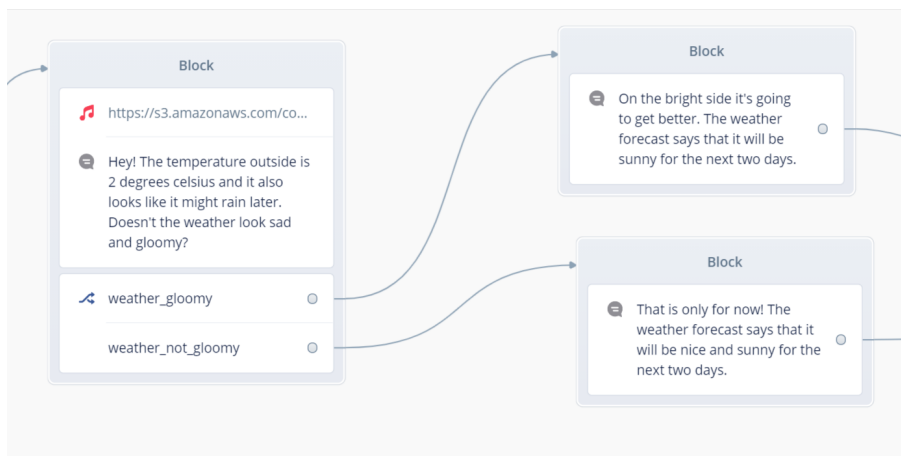 Block
https://s3.amazonaws.com/co...
Hey! The temperature outside is
2 degrees celsius and it also
looks like it might rain later.
Doesn't the weather look sad
and gloomy?
weather_gloomy
weather_not_gloomy
Block
On the bright side it's going
to get better. The weather
forecast says that it will be
sunny for the next two days.
Block
That is only for now! The
weather forecast says that it
will be nice and sunny for the
next two days.